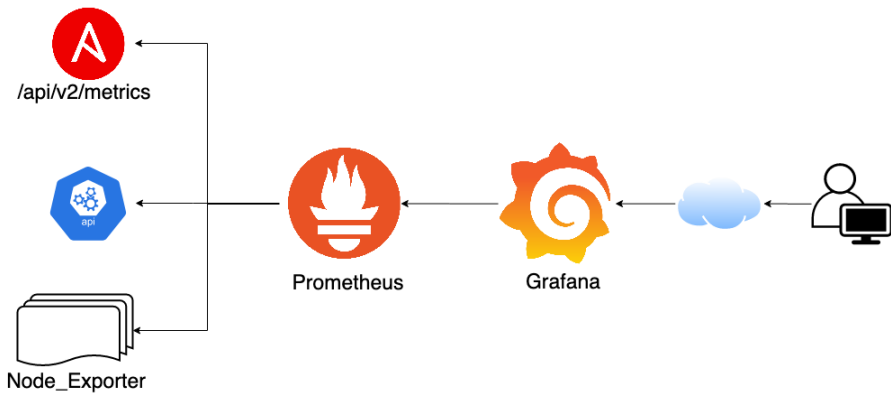 /api/v2/metrics
api
Prometheus
Grafana
Node_Exporter